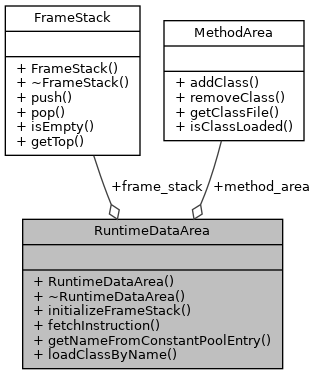 FrameStack
+ FrameStack()
+ ~FrameStack()
+ push()
+ pop()
+ isEmpty()
+ getTop()
MethodArea
+ addClass()
+ removeClass()
+ getClassFile()
+ isClassLoaded()
+frame_stack
+method_area
RuntimeDataArea
+ RuntimeDataArea()
+ ~RuntimeDataArea()
+ initializeFrameStack()
+ fetchInstruction()
+ getNameFromConstantPoolEntry()
+ loadClassByName()